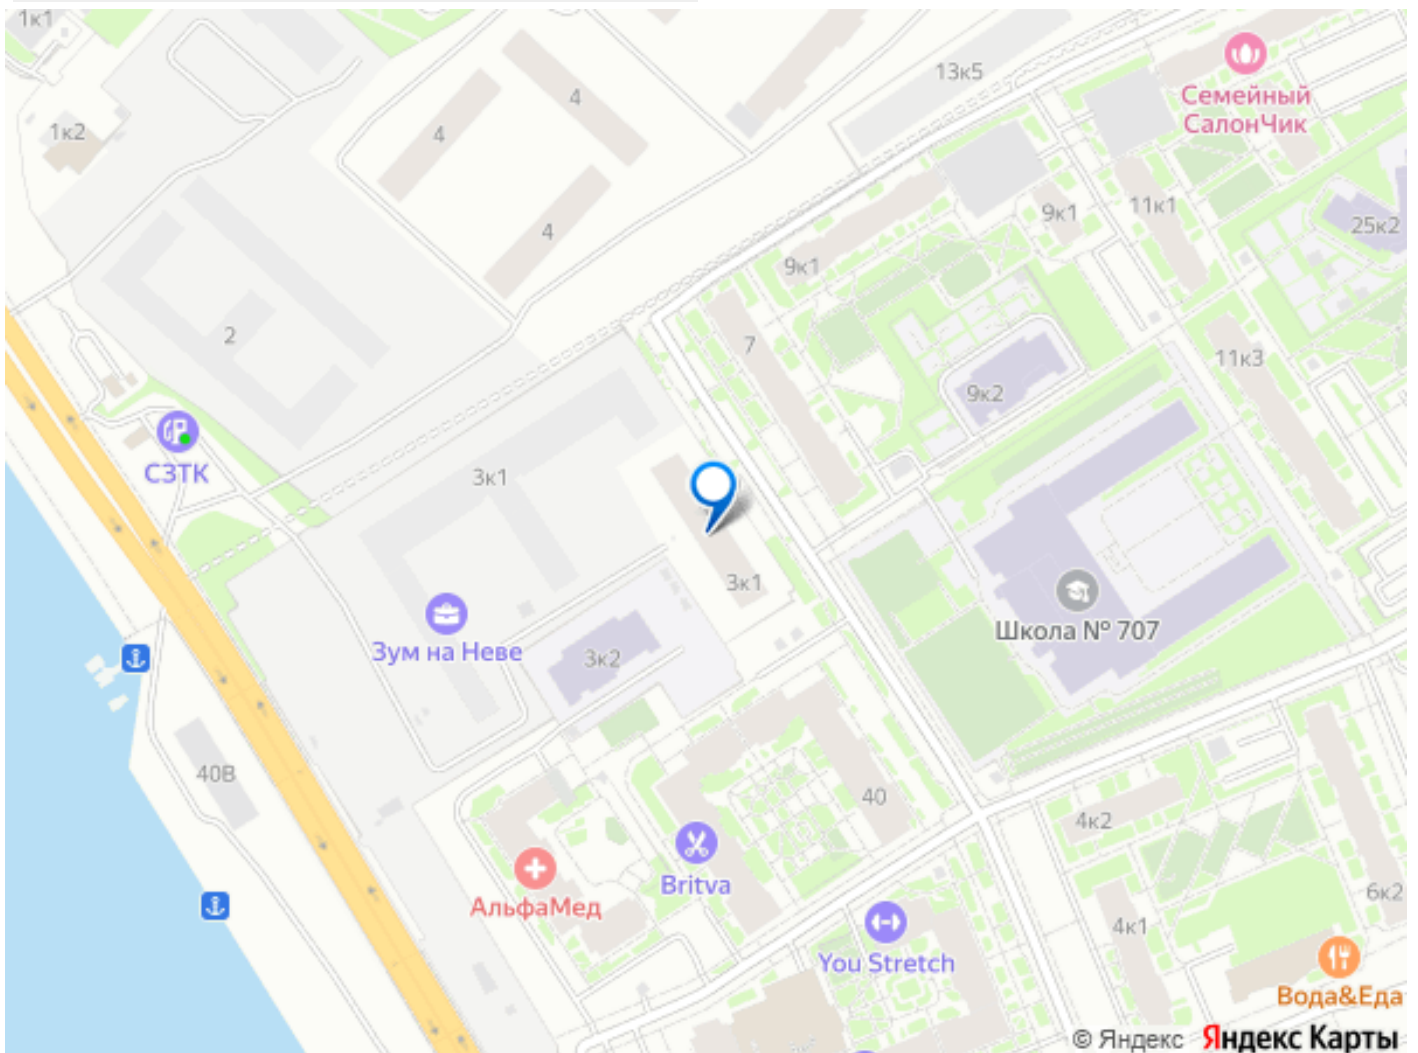 1к1
13к5
Семейный
СалонЧик
4
4
1к2
4
9к1
11к1
25к2
9к1
2
7
11к3
9к2
СЗТК
3к1
3к1
Школа № 707
Зум на Неве
3к2
40В
40
4к2
Britva
АльфаМед
6к2
4к1
You Stretch
Вода&Еда
© Яндекс Яндекс Карты